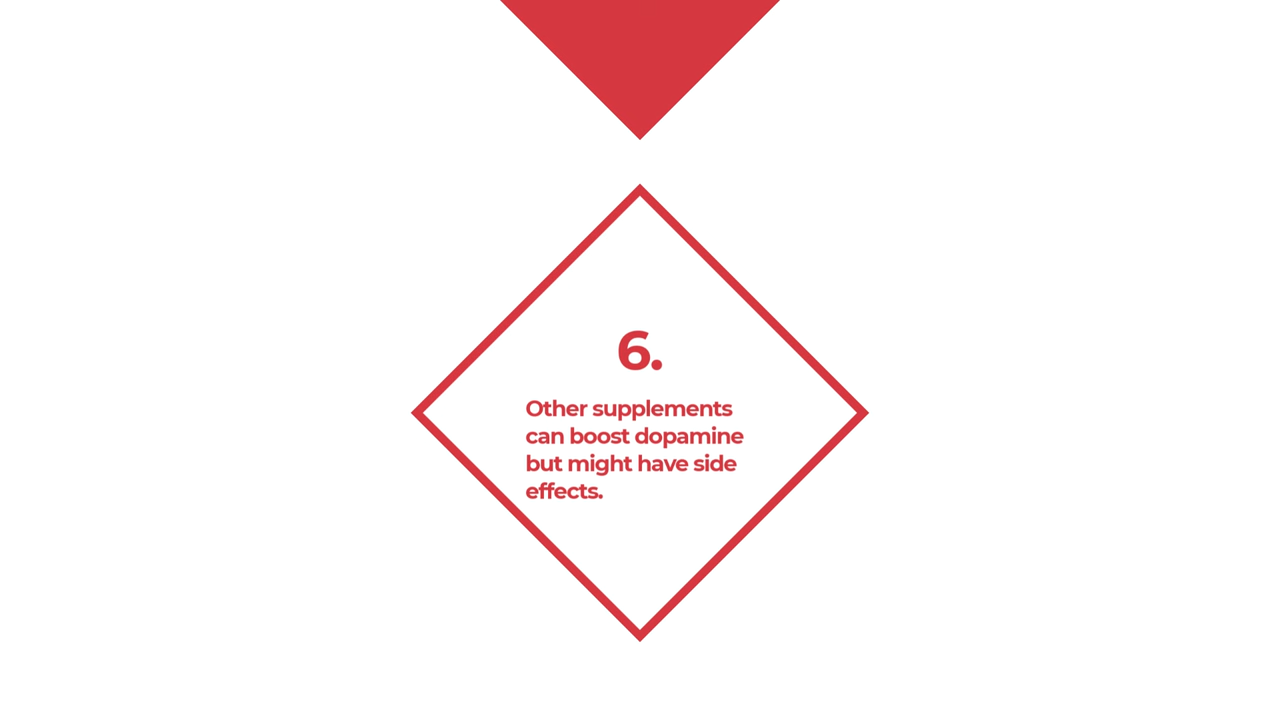 6.
Other supplements
can boost dopamine
but might have side
effects.